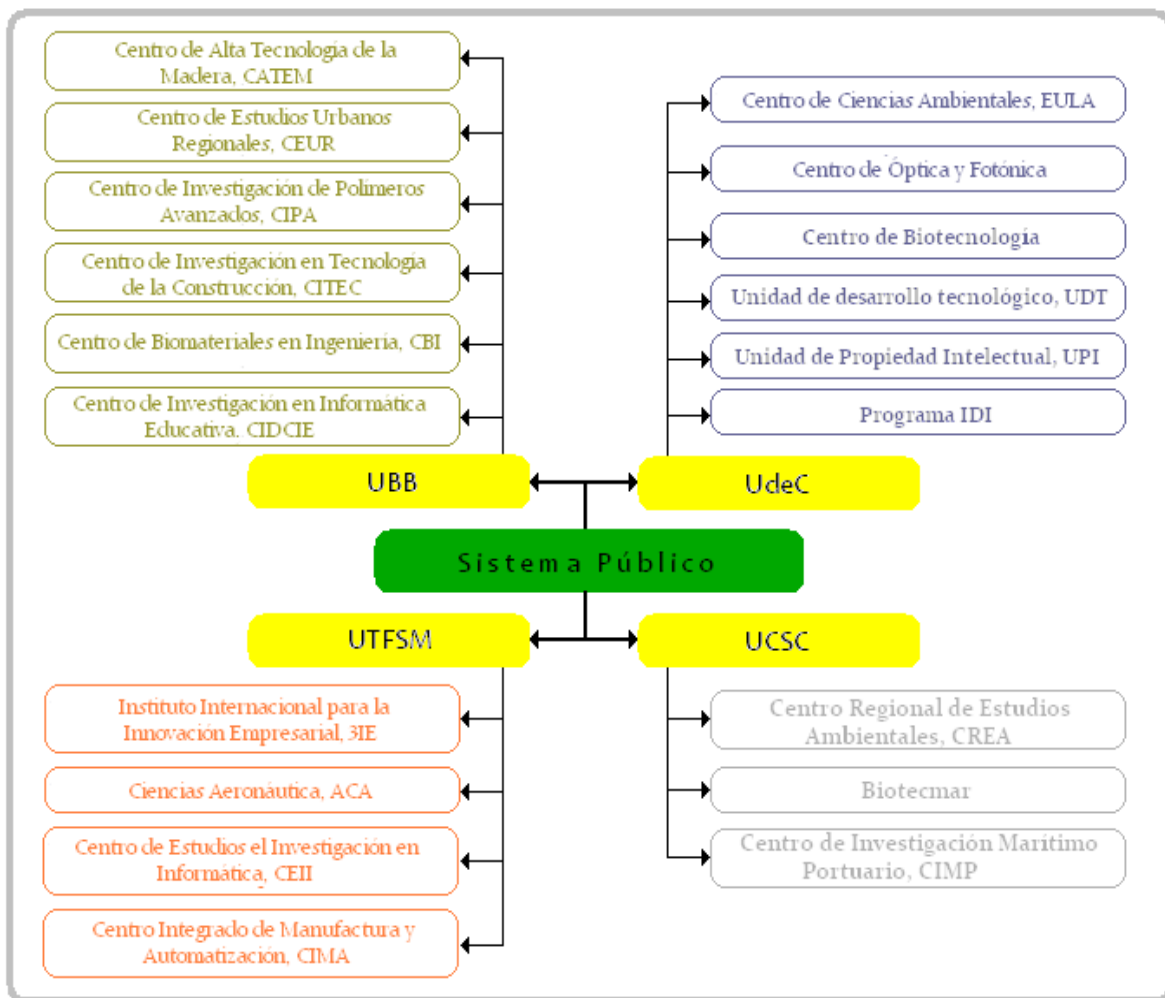 Centro de Alta Tecnología de la
Madera, CATEM
Centro de Estudios Urbanos
Regionales, CEUR
Centro de Investigación de Polímeros
Avanzados, CIPA
Centro de Investigación en Tecnología
de la Construcción, CITEC
Centro de Biomateriales en Ingeniería, CBI
Centro de Investigación en Informática
Educativa. CIDCIE
UBB
Centro de Ciencias Ambientales, EULA
Centro de Óptica y Fotónica
Centro de Biotecnología
Unidad de desarrollo tecnológico, UDT
Unidad de Propiedad Intelectual, UPI
Programa IDI
UdeC
Sistema Público
UTFSM
Instituto Internacional para la
Innovación Empresarial, 3IE
Ciencias Aeronáutica, ACA
Centro de Estudios el Investigación en
Informática, CEII
Centro Integrado de Manufactura y
Automatización, CIMA
UCSC
Centro Regional de Estudios
Ambientales, CREA
Biotecmar
Centro de Investigación Marítimo
Portuario, CIMP